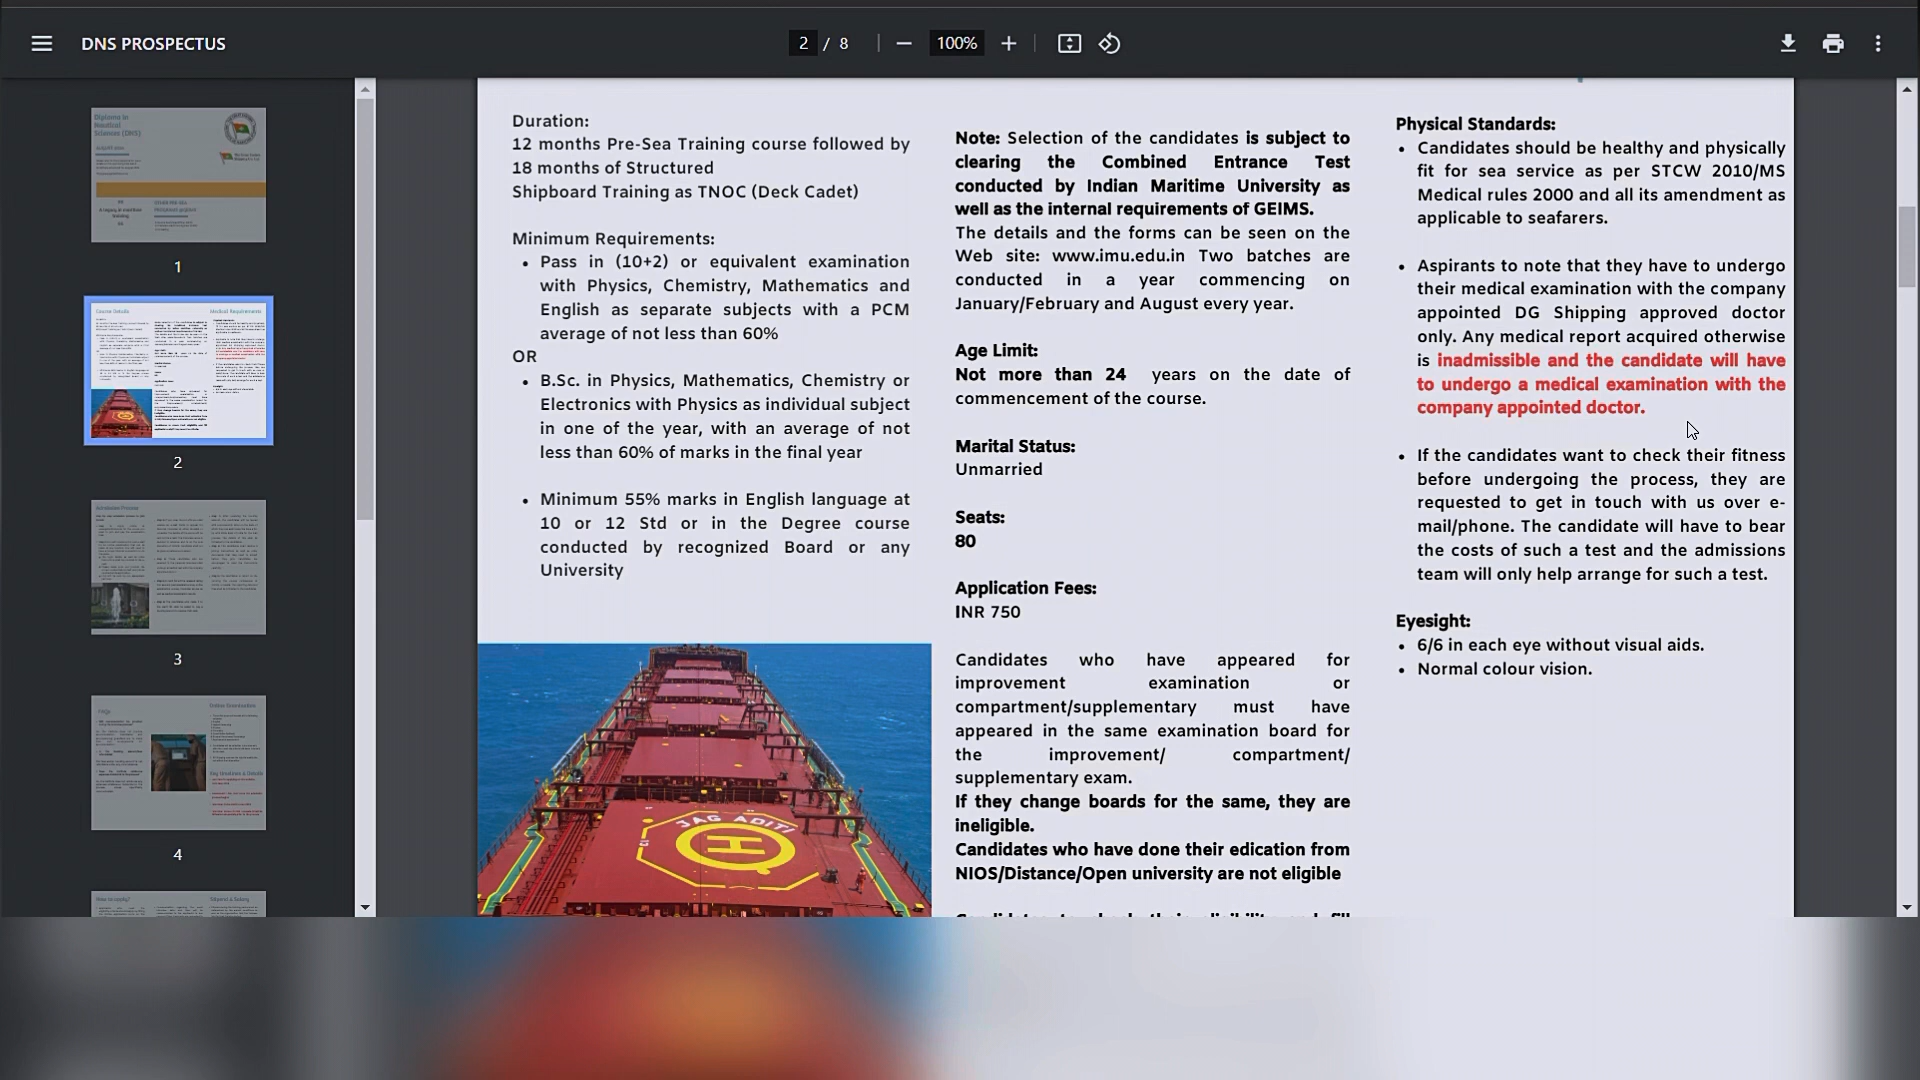 DNS PROSPECTUS
2 / 8
100%
1
2
3
4
Duration:
12 months Pre-Sea Training course followed by
18 months of Structured
Shipboard Training as TNOC (Deck Cadet)
Minimum Requirements:
• Pass in (10+2) or equivalent examination
with Physics, Chemistry, Mathematics and
English as separate subjects with a PCM
average of not less than 60%
OR
• B.Sc. in Physics, Mathematics, Chemistry or
Electronics with Physics as individual subject
in one of the year, with an average of not
less than 60% of marks in the final year
• Minimum 55% marks in English language at
10 or 12 Std or in the Degree course
conducted by recognized Board or any
University
JAG ADITI
H
Note: Selection of the candidates is subject to
clearing the Combined Entrance Test
conducted by Indian Maritime University as
well as the internal requirements of GEIMS.
The details and the forms can be seen on the
Web site: www.imu.edu.in Two batches are
conducted in a year commencing on
January/February and August every year.
Age Limit:
Not more than 24 years on the date of
commencement of the course.
Marital Status:
Unmarried
Seats:
80
Application Fees:
INR 750
Candidates who have appeared for
improvement examination or
compartment/supplementary must have
appeared in the same examination board for
the improvement/ compartment/
supplementary exam.
If they change boards for the same, they are
ineligible.
Candidates who have done their edication from
NIOS/Distance/Open university are not eligible
Physical Standards:
• Candidates should be healthy and physically
fit for sea service as per STCW 2010/MS
Medical rules 2000 and all its amendment as
applicable to seafarers.
• Aspirants to note that they have to undergo
their medical examination with the company
appointed DG Shipping approved doctor
only. Any medical report acquired otherwise
is inadmissible and the candidate will have
to undergo a medical examination with the
company appointed doctor.
• If the candidates want to check their fitness
before undergoing the process, they are
requested to get in touch with us over e-
mail/phone. The candidate will have to bear
the costs of such a test and the admissions
team will only help arrange for such a test.
Eyesight:
• 6/6 in each eye without visual aids.
• Normal colour vision.